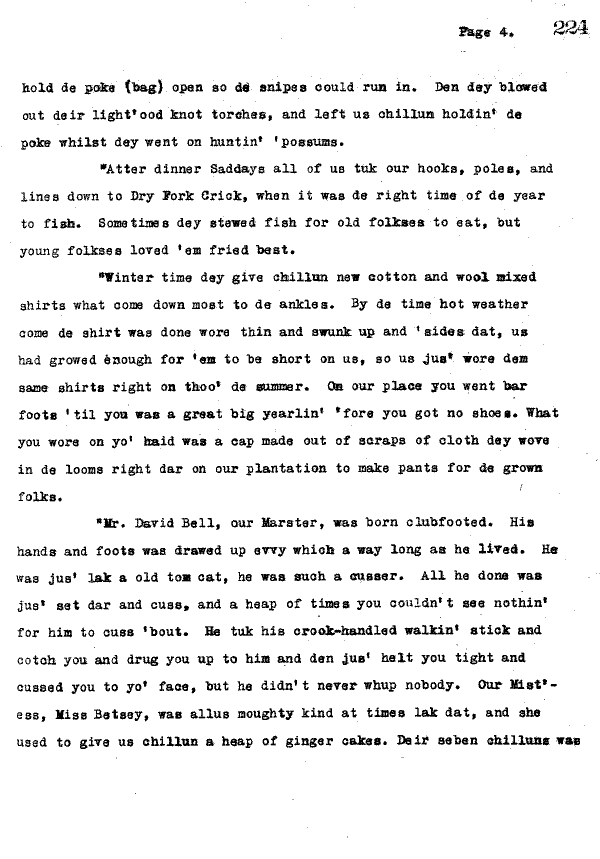 Page 4. 224
hold de poke (bag) open so de snipes could run in. Den dey blowed
out deir light'ood knot torches, and left us chillun holdin' de
poke whilst dey went on huntin' 'possums.
"Atter dinner Saddays all of us tuk our hooks, poles, and
lines down to Dry Fork Crick, when it was de right time of de year
to fish. Sometimes dey stewed fish for old folkses to eat, but
young folkses loved 'em fried best.
"Winter time dey give chillun new cotton and wool mixed
shirts what come down most to de ankles. By de time hot weather
come de shirt was done wore thin and swunk up and 'sides dat, us
had growed enough for 'em to be short on us, so us jus' wore dem
same shirts right on thoo' de summer. On our place you went bar
foots 'til you was a great big yearlin' 'fore you got no shoes. What
you wore on yo' haid was a cap made out of scraps of cloth dey wove
in de looms right dar on our plantation to make pants for de grown
folks.
"Mr. David Bell, our Marster, was born clubfooted. His
hands and foots was drawed up evvy which a way long as he lived. He
was jus' lak a old tom cat, he was such a cusser. All he done was
jus' set dar and cuss, and a heap of times you couldn't see nothin'
for him to cuss 'bout. He tuk his crook-handled walkin' stick and
cotch you and drug you up to him and den jus' helt you tight and
cussed you to yo' face, but he didn't never whup nobody. Our Mist'-
ess, Miss Betsey, was allus moughty kind at times lak dat, and she
used to give us chillun a heap of ginger cakes. Deir seben chilluns was